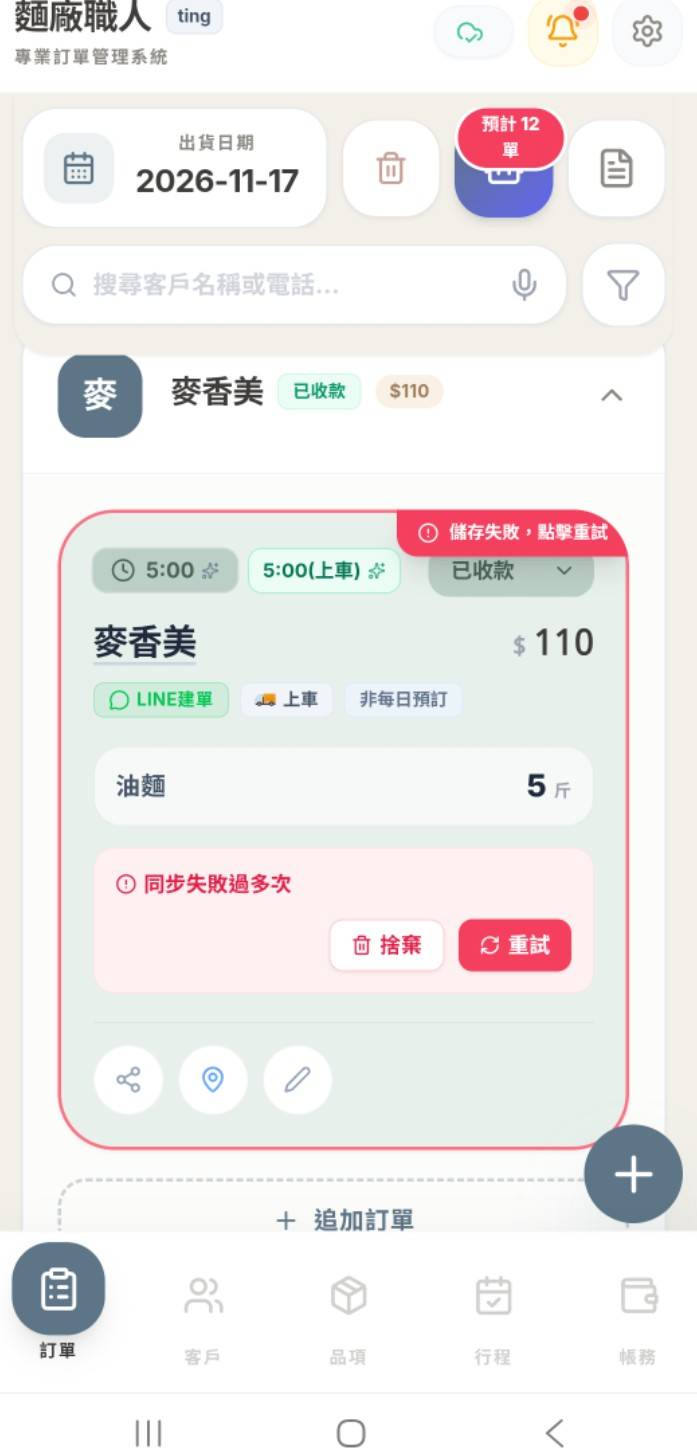 麵廠職人 ting
專業訂單管理系統
出貨日期
2026-11-17
預計 12
單
搜尋客戶名稱或電話...
麥 麥香美 已收款 $110
儲存失敗，點擊重試
5:00 5:00(上車) 已收款
麥香美 $ 110
LINE建單 上車 非每日預訂
油麵 5 斤
同步失敗過多次
捨棄 重試
+ 追加訂單
訂單 客戶 品項 行程 帳務